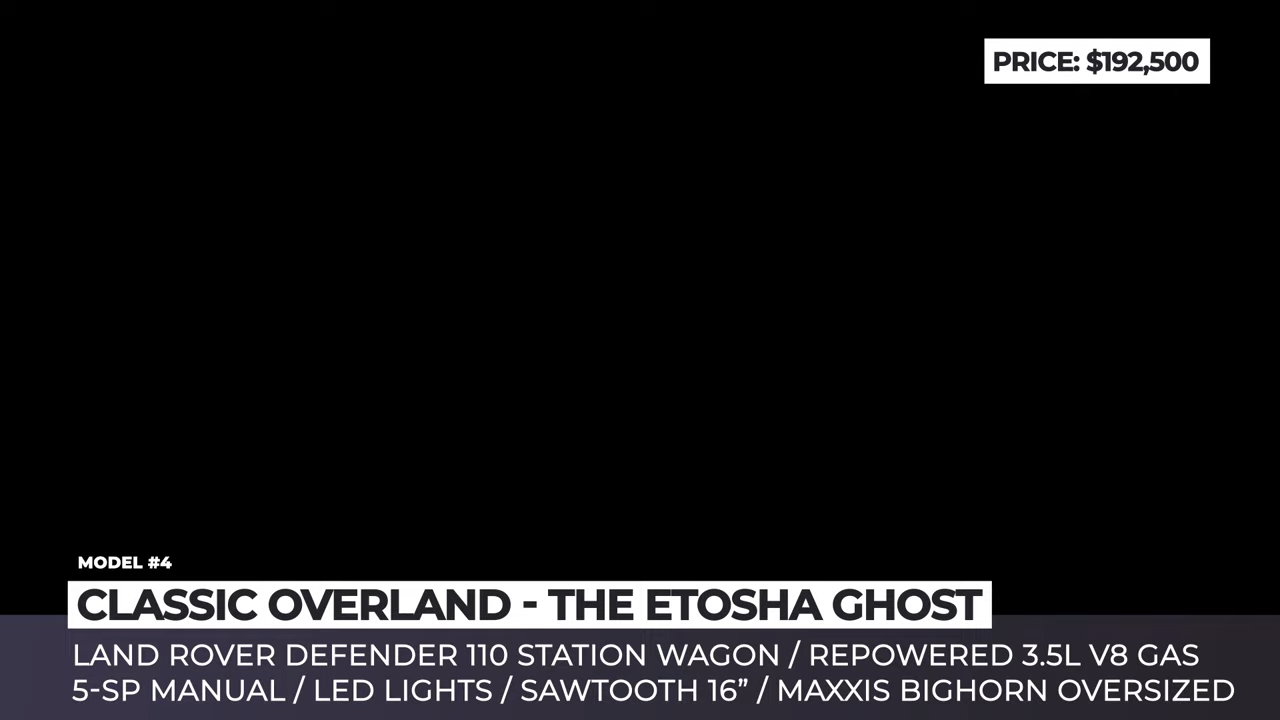 PRICE: $192,500
MODEL #4
CLASSIC OVERLAND - THE ETOSHA GHOST
LAND ROVER DEFENDER 110 STATION WAGON / REPOWERED 3.5L V8 GAS
5-SP MANUAL / LED LIGHTS / SAWTOOTH 16” / MAXXIS BIGHORN OVERSIZED